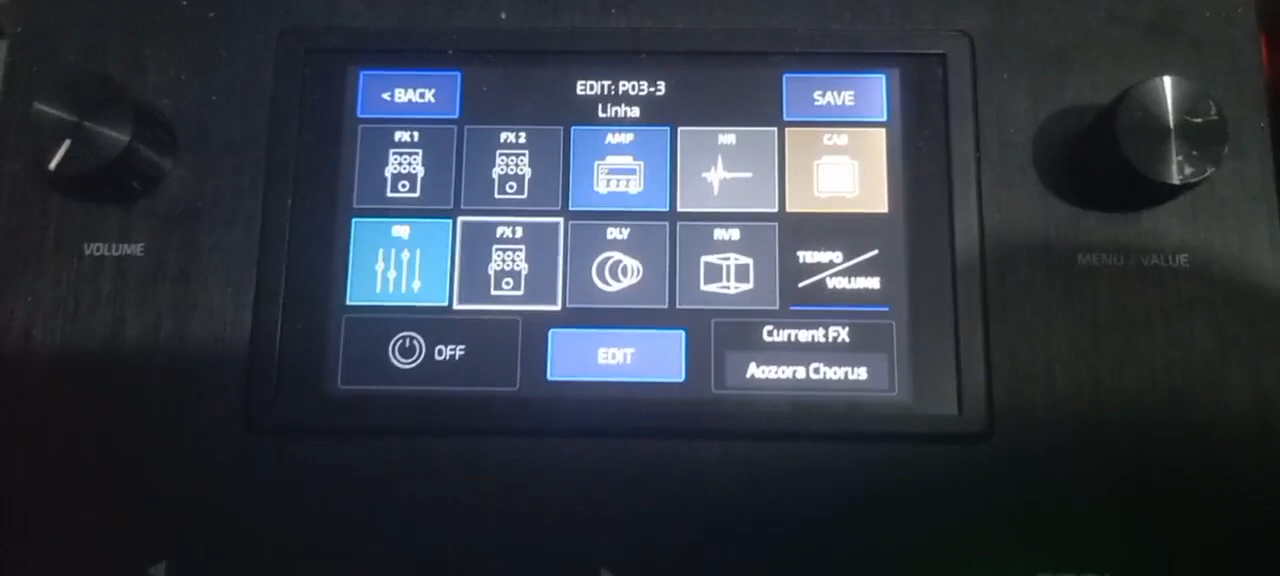 < BACK
EDIT: P03-3
Linha
SAVE
FX 1
FX 2
AMP
NR
CAB
EQ
FX 3
DLY
RVB
TEMPO
VOLUME
OFF
EDIT
Current FX
Aozora Chorus
VOLUME
MENU / VALUE